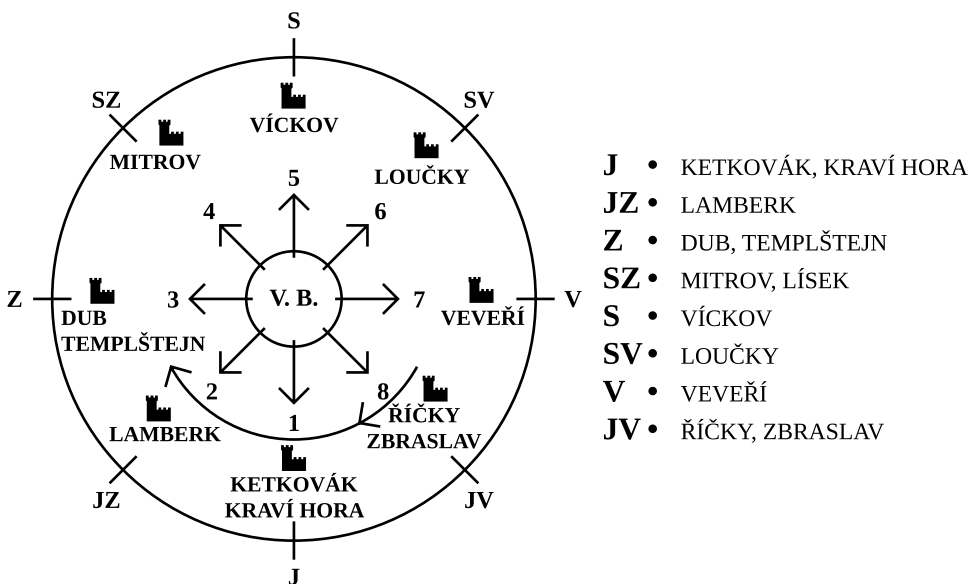 S
SZ
SV
VÍCKOV
MITROV
LOUČKY
5
4
6
Z
DUB
TEMPLŠTEJN
3
V. B.
7
VEVEŘÍ
V
2
8
1
LAMBERK
ŘÍČKY
ZBRASLAV
KETKOVÁK
KRAVÍ HORA
JZ
JV
J
J • KETKOVÁK, KRAVÍ HORA
JZ • LAMBERK
Z • DUB, TEMPLŠTEJN
SZ • MITROV, LÍSEK
S • VÍCKOV
SV • LOUČKY
V • VEVEŘÍ
JV • ŘÍČKY, ZBRASLAV